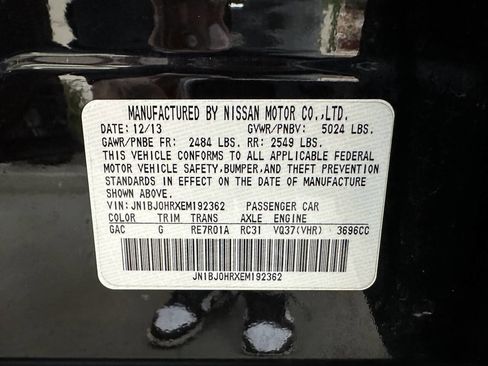 MANUFACTURED BY NISSAN MOTOR CO.,LTD.
DATE: 12/13 GVWR/PNBV: 5024 LBS.
GAWR/PNBE FR: 2484 LBS. RR: 2549 LBS.
THIS VEHICLE CONFORMS TO ALL APPLICABLE FEDERAL
MOTOR VEHICLE SAFETY,BUMPER,AND THEFT PREVENTION
STANDARDS IN EFFECT ON THE DATE OF MANUFACTURE
SHOWN ABOVE.
VIN: JN1BJ0HRXEM192362 PASSENGER CAR
COLOR TRIM TRANS AXLE ENGINE
GAC G RE7R01A RC31 VQ37(VHR) 3696CC
JN1BJ0HRXEM192362